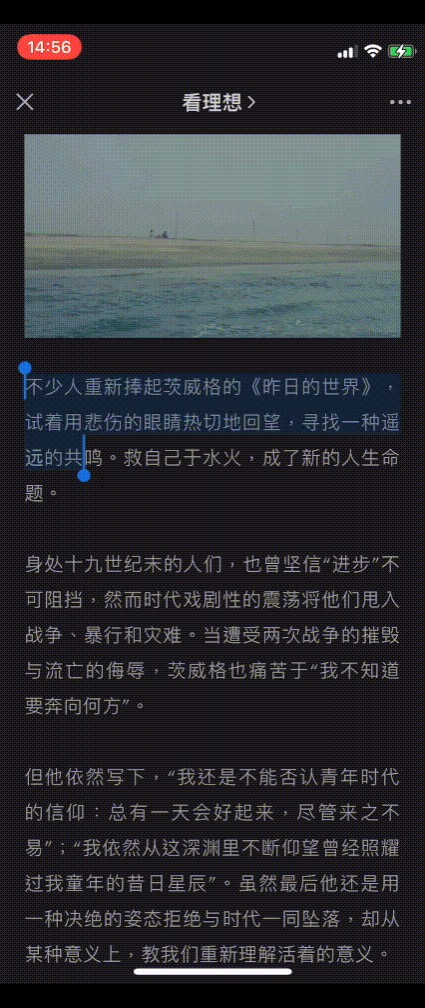 14:56
看理想
不少人重新捧起茨威格的《昨日的世界》，
试着用悲伤的眼睛热切地回望，寻找一种遥
远的共鸣。救自己于水火，成了新的人生命
题。
身处十九世纪末的人们，也曾坚信“进步”不
可阻挡，然而时代戏剧性的震荡将他们甩入
战争、暴行和灾难。当遭受两次战争的摧毁
与流亡的侮辱，茨威格也痛苦于“我不知道
要奔向何方”。
但他依然写下，“我还是不能否认青年时代
的信仰：总有一天会好起来，尽管来之不
易”；“我依然从这深渊里不断仰望曾经照耀
过我童年的昔日星辰”。虽然最后他还是用
一种决绝的姿态拒绝与时代一同坠落，却从
某种意义上，教我们重新理解活着的意义。